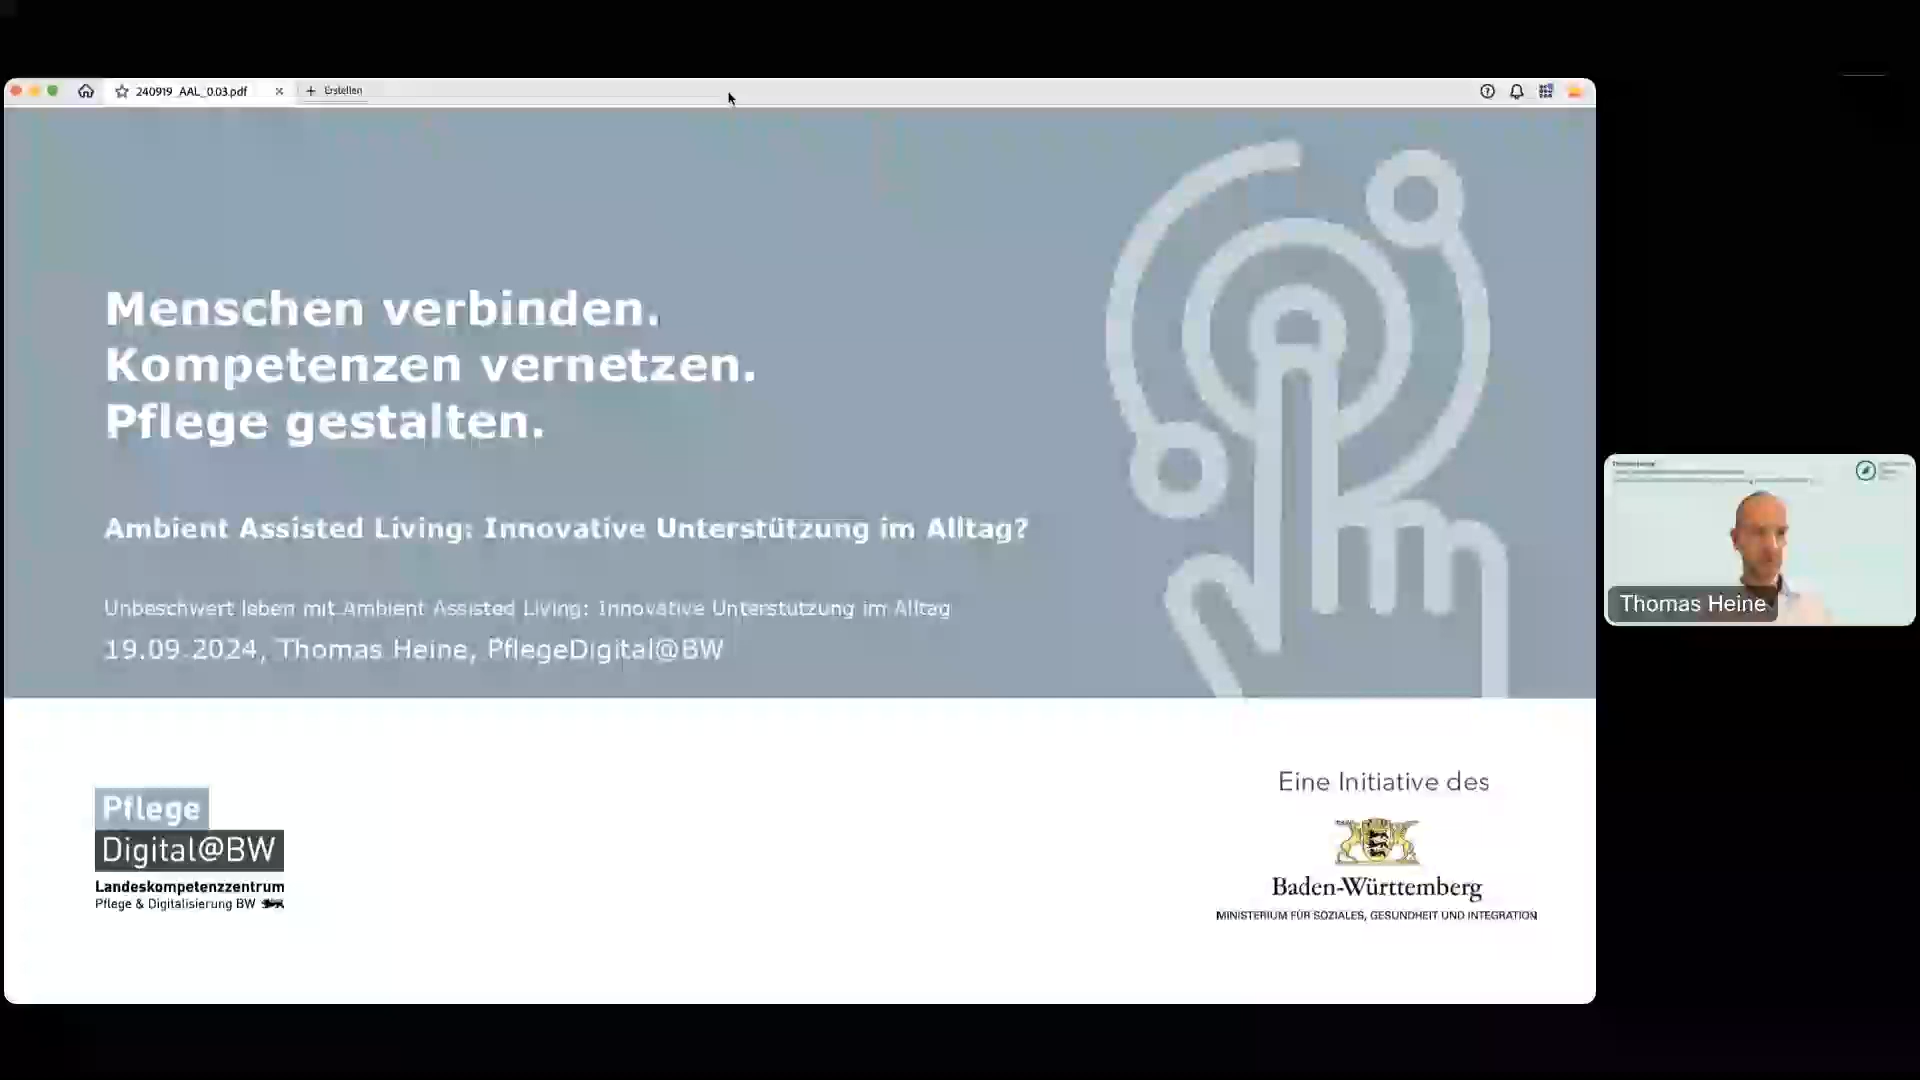 240919_AAL_0.03.pdf
Erstellen
Menschen verbinden.
Kompetenzen vernetzen.
Pflege gestalten.
Ambient Assisted Living: Innovative Unterstützung im Alltag?
Unbeschwert leben mit Ambient Assisted Living: Innovative Unterstützung im Alltag
19.09.2024, Thomas Heine, PflegeDigital@BW
Thomas Heine
Eine Initiative des
Pflege
Digital@BW
Landeskompetenzzentrum
Pflege & Digitalisierung BW
Baden-Württemberg
MINISTERIUM FÜR SOZIALES, GESUNDHEIT UND INTEGRATION